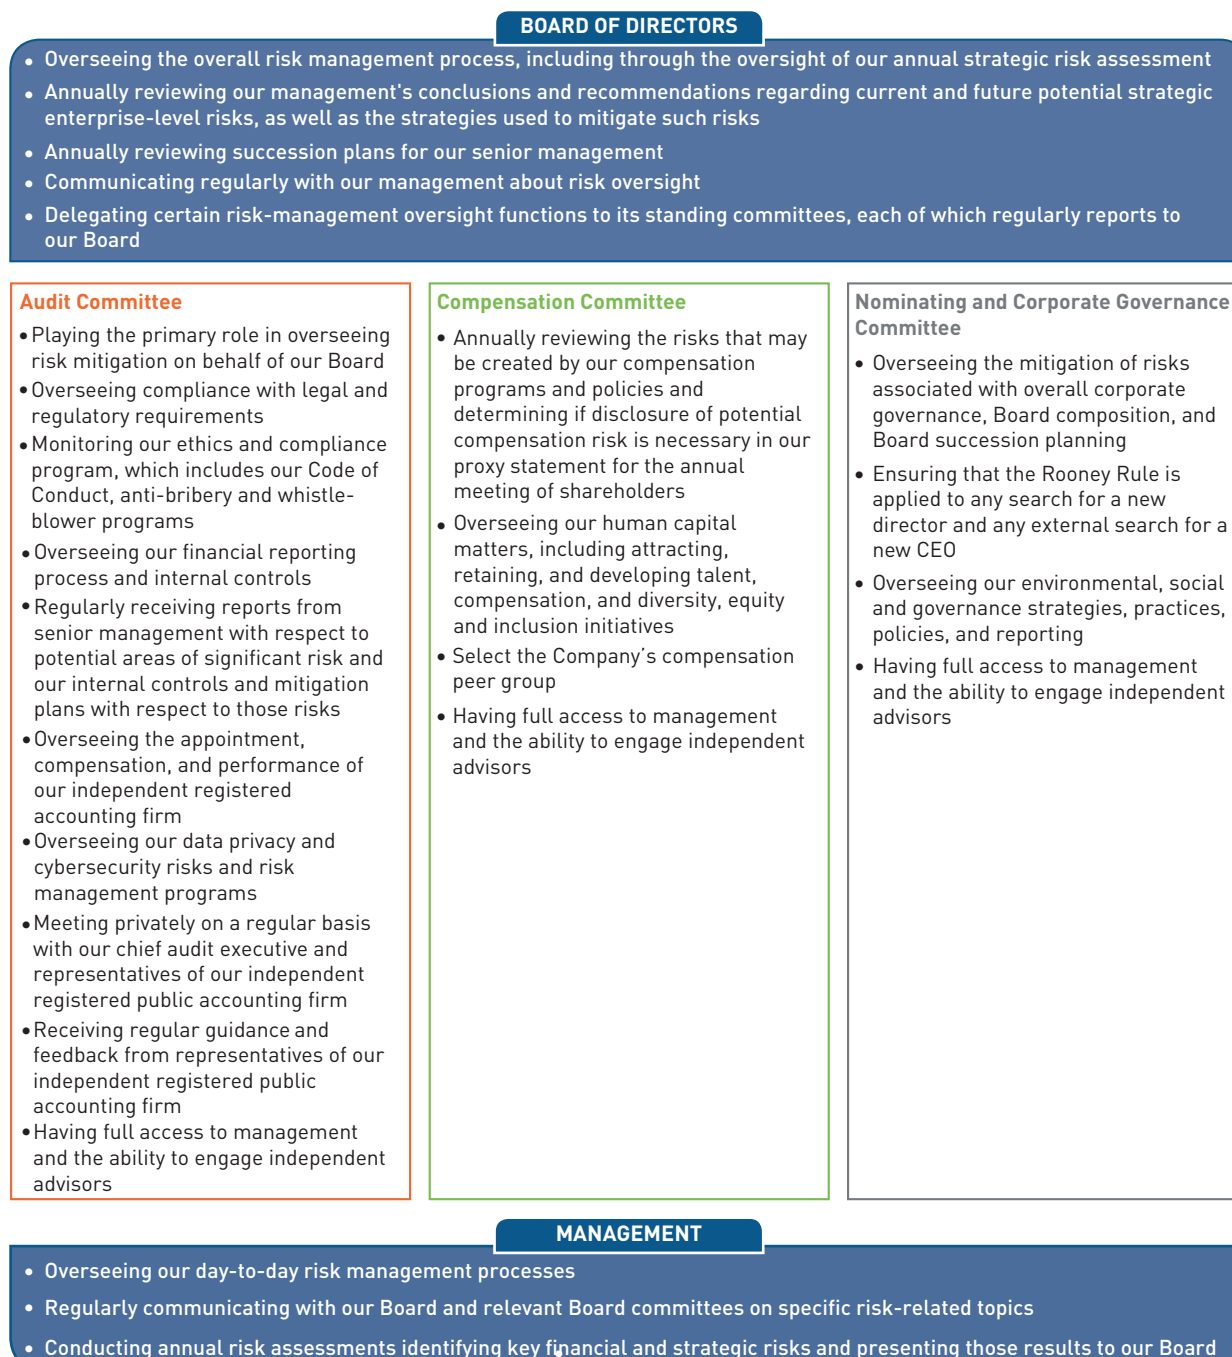 BOARD OF DIRECTORS
• Overseeing the overall risk management process, including through the oversight of our annual strategic risk assessment
• Annually reviewing our management's conclusions and recommendations regarding current and future potential strategic
enterprise-level risks, as well as the strategies used to mitigate such risks
• Annually reviewing succession plans for our senior management
• Communicating regularly with our management about risk oversight
• Delegating certain risk-management oversight functions to its standing committees, each of which regularly reports to
our Board
Audit Committee
• Playing the primary role in overseeing
risk mitigation on behalf of our Board
• Overseeing compliance with legal and
regulatory requirements
• Monitoring our ethics and compliance
program, which includes our Code of
Conduct, anti-bribery and whistle-
blower programs
• Overseeing our financial reporting
process and internal controls
• Regularly receiving reports from
senior management with respect to
potential areas of significant risk and
our internal controls and mitigation
plans with respect to those risks
• Overseeing the appointment,
compensation, and performance of
our independent registered
accounting firm
• Overseeing our data privacy and
cybersecurity risks and risk
management programs
• Meeting privately on a regular basis
with our chief audit executive and
representatives of our independent
registered public accounting firm
• Receiving regular guidance and
feedback from representatives of our
independent registered public
accounting firm
• Having full access to management
and the ability to engage independent
advisors
Compensation Committee
• Annually reviewing the risks that may
be created by our compensation
programs and policies and
determining if disclosure of potential
compensation risk is necessary in our
proxy statement for the annual
meeting of shareholders
• Overseeing our human capital
matters, including attracting,
retaining, and developing talent,
compensation, and diversity, equity
and inclusion initiatives
• Select the Company's compensation
peer group
• Having full access to management
and the ability to engage independent
advisors
Nominating and Corporate Governance
Committee
• Overseeing the mitigation of risks
associated with overall corporate
governance, Board composition, and
Board succession planning
• Ensuring that the Rooney Rule is
applied to any search for a new
director and any external search for a
new CEO
• Overseeing our environmental, social
and governance strategies, practices,
policies, and reporting
• Having full access to management
and the ability to engage independent
advisors
MANAGEMENT
• Overseeing our day-to-day risk management processes
• Regularly communicating with our Board and relevant Board committees on specific risk-related topics
• Conducting annual risk assessments identifying key financial and strategic risks and presenting those results to our Board